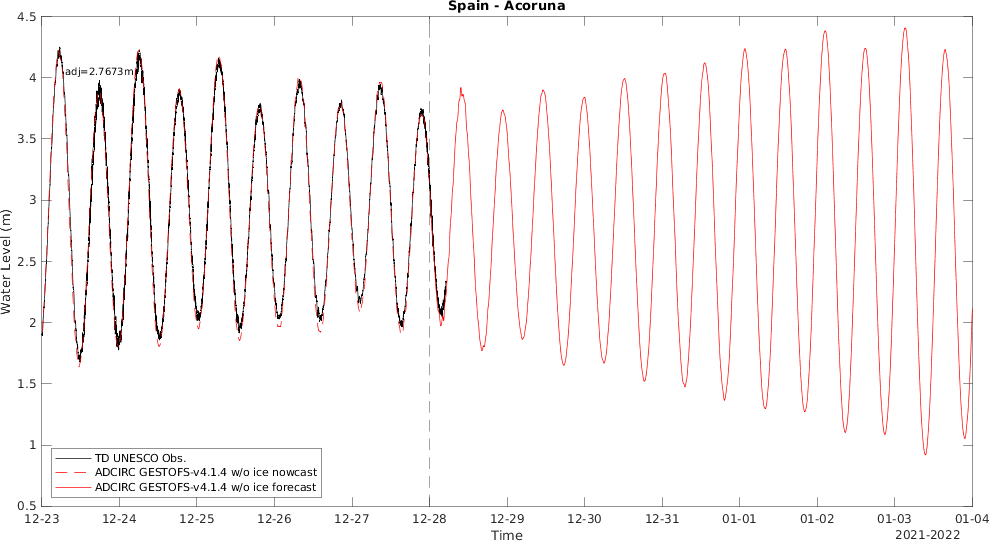 Spain - Acoruna
4.5
4
3.5
3
2.5
2
1.5
1
0.5
Water Level (m)
adj=2.7673m
TD UNESCO Obs.
ADCIRC GESTOFS-v4.1.4 w/o ice nowcast
ADCIRC GESTOFS-v4.1.4 w/o ice forecast
12-23 12-24 12-25 12-26 12-27 12-28 12-29 12-30 12-31 01-01 01-02 01-03 01-04
Time
2021-2022